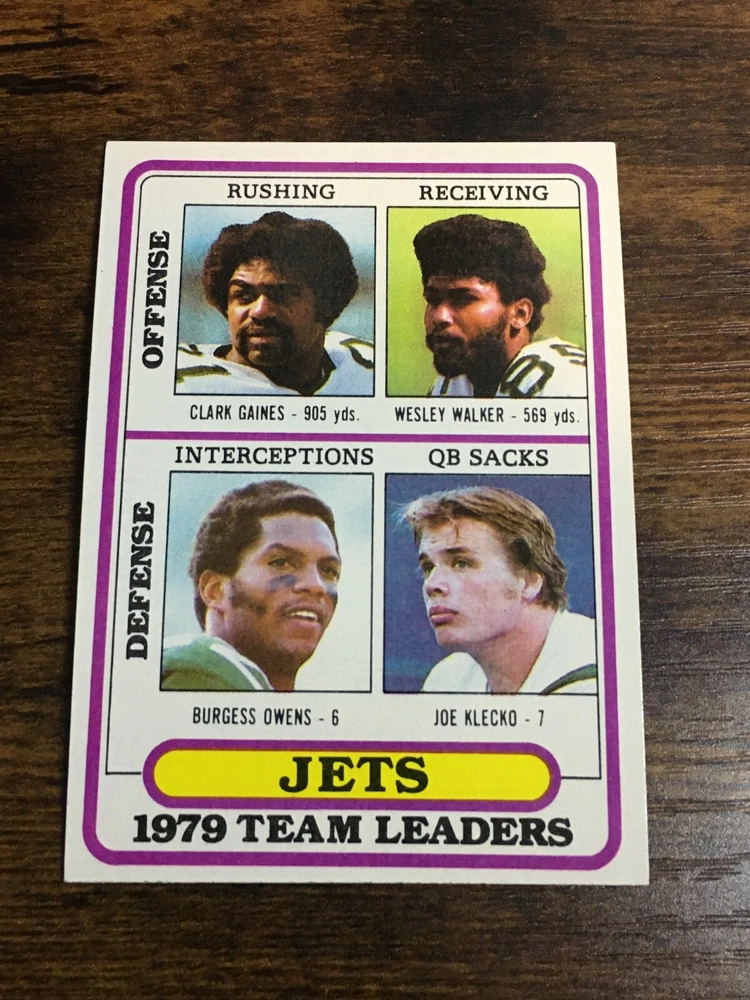 RUSHING
RECEIVING
OFFENSE
8
CLARK GAINES - 905 yds.
WESLEY WALKER - 569 yds.
INTERCEPTIONS
QB SACKS
DEFENSE
BURGESS OWENS - 6
JOE KLECKO - 7
JETS
1979 TEAM LEADERS